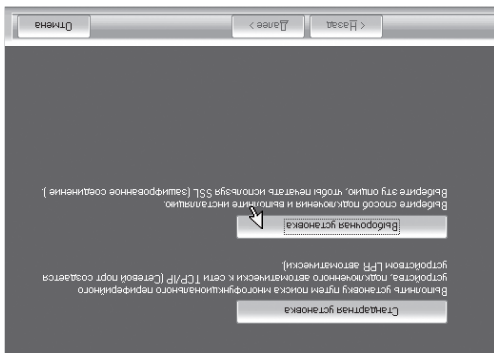 Стандартная установка
Выполнить установку путем поиска многофункционального периферийного
устройства, подключенного автоматически к сети TCP/IP (Сетевой порт создается
устройством LPR автоматически).
Выборочная установка
Выберите способ подключения и выполните инсталляцию.
Выберите эту опцию, чтобы печатать используя SSL (зашифрованное соединение ).
< Назад
Далее >
Отмена